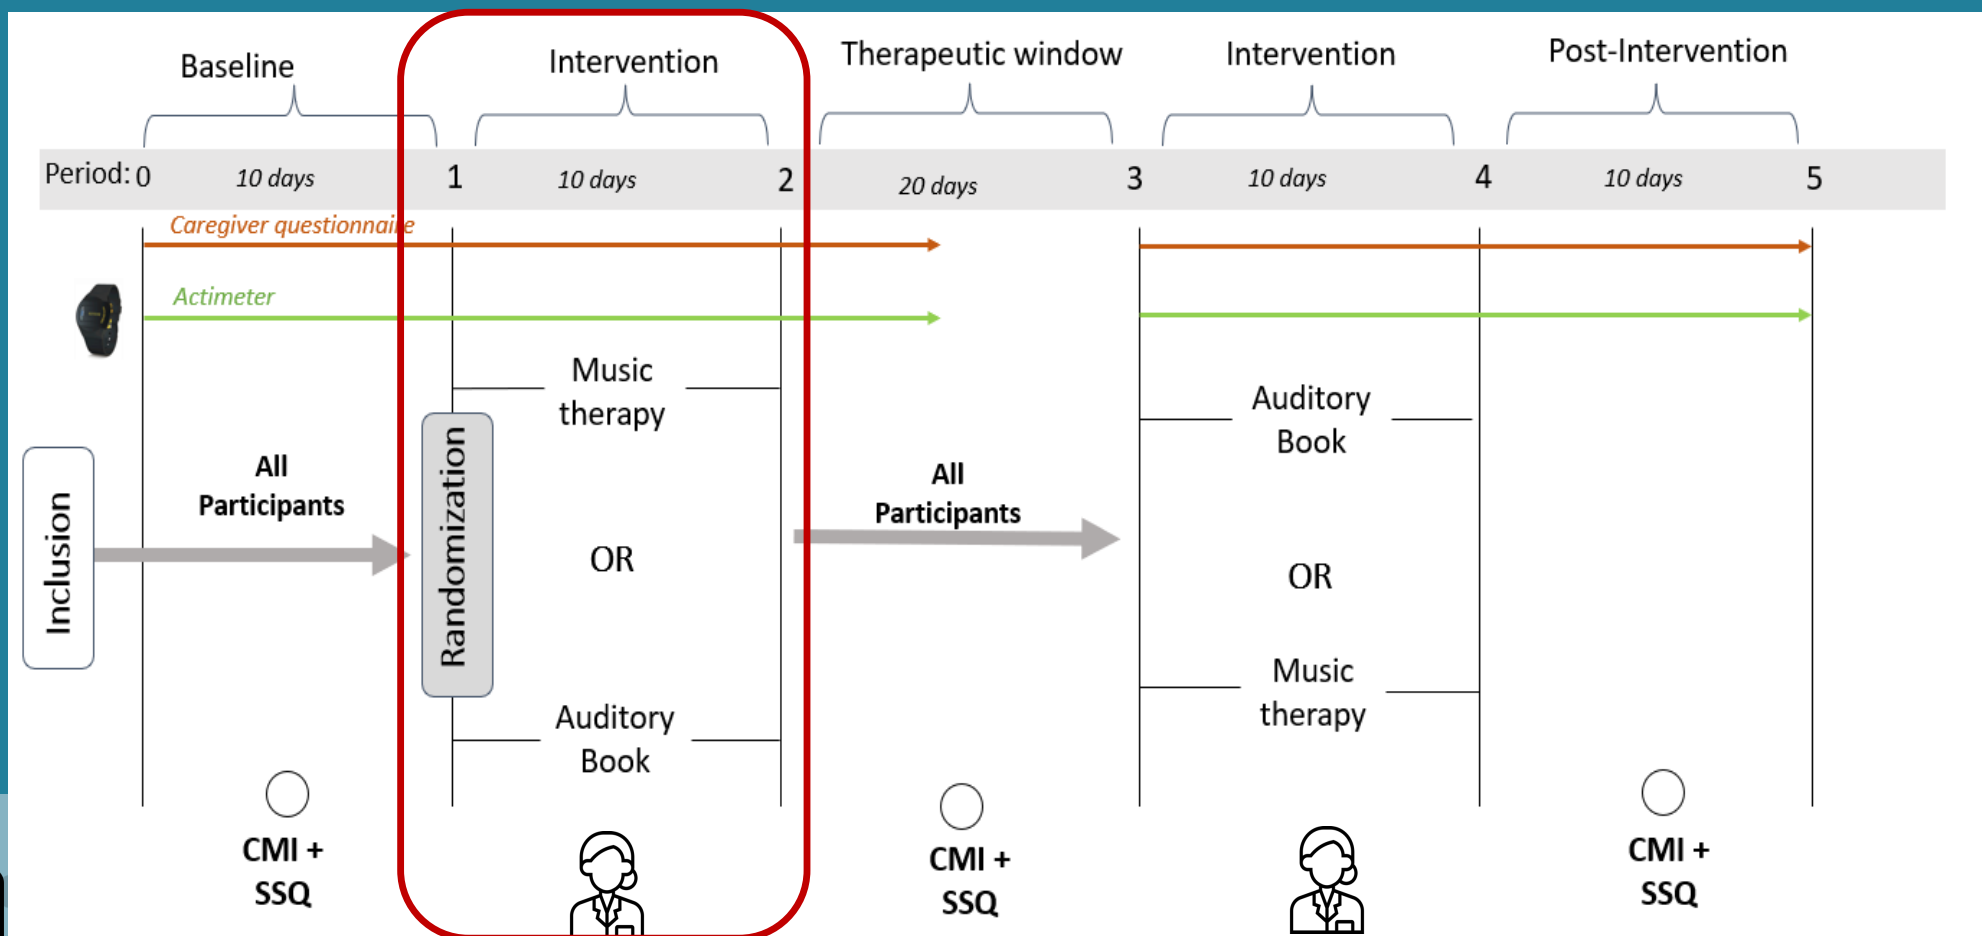 Baseline
Intervention
Therapeutic window
Intervention
Post-Intervention
Period: 0 10 days 1 10 days 2 20 days 3 10 days 4 10 days 5
Caregiver questionnaire
Actimeter
Inclusion
All
Participants
Randomization
Music
therapy
OR
Auditory
Book
All
Participants
Auditory
Book
OR
Music
therapy
CMI +
SSQ
CMI +
SSQ
CMI +
SSQ